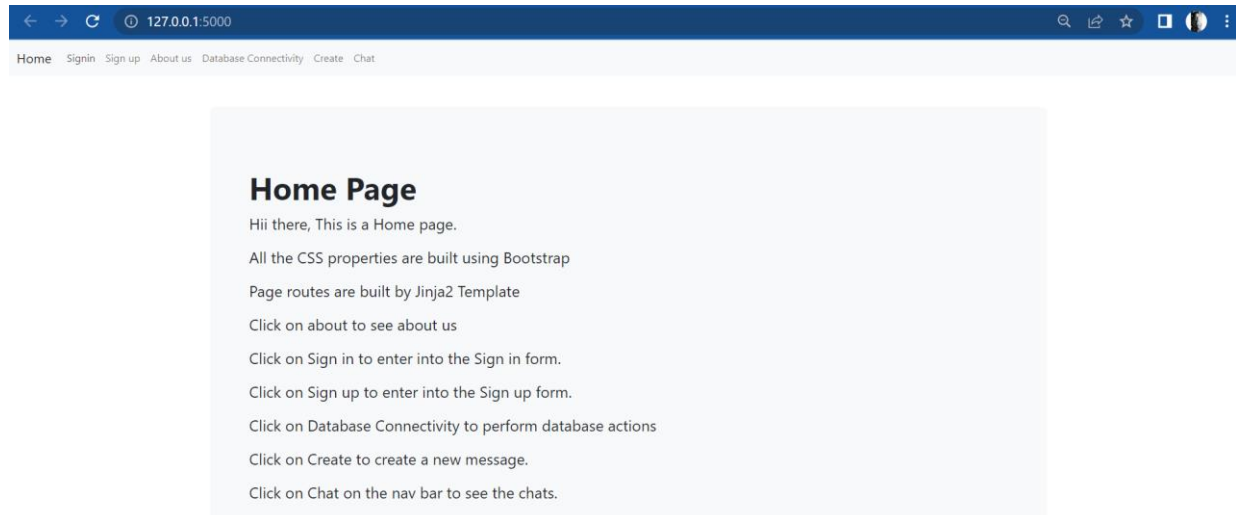 127.0.0.1:5000
Home Signin Sign up About us Database Connectivity Create Chat
Home Page
Hii there, This is a Home page.
All the CSS properties are built using Bootstrap
Page routes are built by Jinja2 Template
Click on about to see about us
Click on Sign in to enter into the Sign in form.
Click on Sign up to enter into the Sign up form.
Click on Database Connectivity to perform database actions
Click on Create to create a new message.
Click on Chat on the nav bar to see the chats.